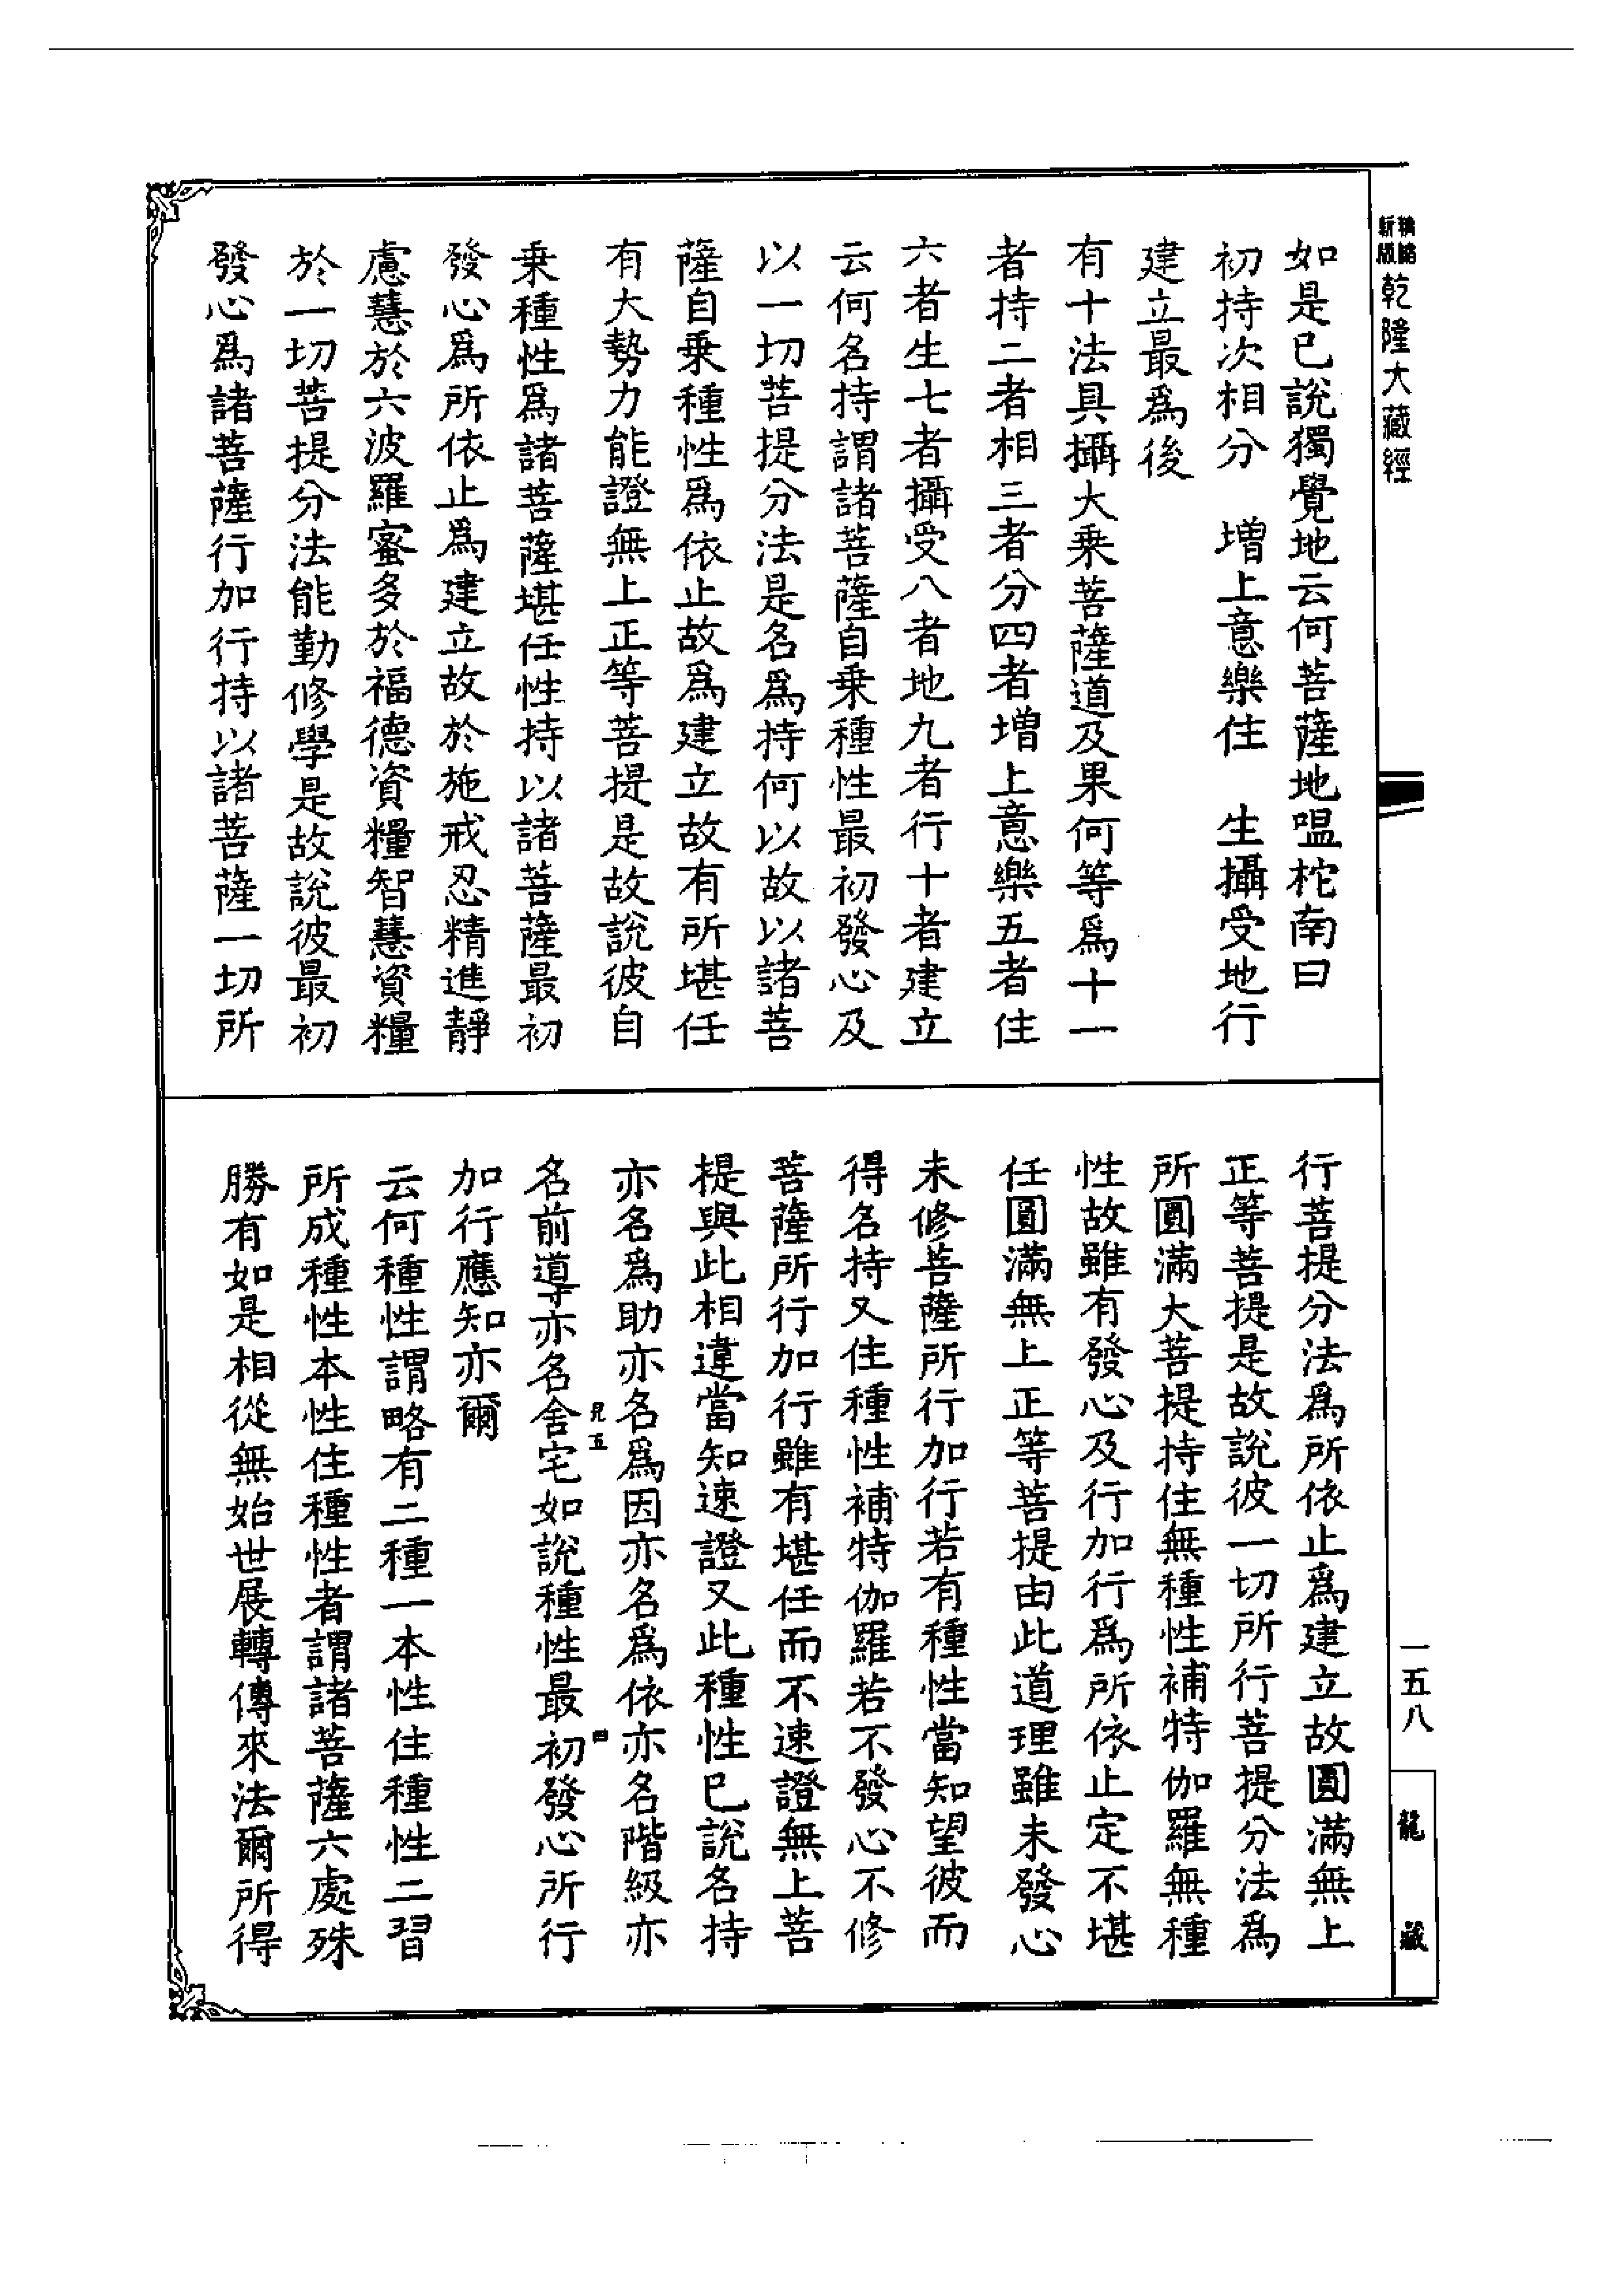 新版精縮乾隆大藏經
如是已說獨覺地云何菩薩地嗢柁南曰
初持次相分　增上意樂住　生攝受地行
建立最爲後
有十法具攝大乘菩薩道及果何等爲十一
者持二者相三者分四者增上意樂五者住
六者生七者攝受八者地九者行十者建立
云何名持謂諸菩薩自乘種性最初發心及
以一切菩提分法是名爲持何以故以諸菩
薩自乘種性爲依止故爲建立故有所堪任
有大勢力能證無上正等菩提是故說彼自
乘種性爲諸菩薩堪任性持以諸菩薩最初
發心爲所依止爲建立故於施戒忍精進靜
慮慧於六波羅蜜多於福德資糧智慧資糧
於一切菩提分法能勤修學是故說彼最初
發心爲諸菩薩行加行持以諸菩薩一切所
行菩提分法爲所依止爲建立故圓滿無上
正等菩提是故說彼一切所行菩提分法爲
所圓滿大菩提持住無種性補特伽羅無種
性故雖有發心及行加行爲所依止定不堪
任圓滿無上正等菩提由此道理雖未發心
未修菩薩所行加行若有種性當知望彼而
得名持又住種性補特伽羅若不發心不修
菩薩所行加行雖有堪任而不速證無上菩
提與此相違當知速證又此種性已說名持
亦名爲助亦名爲因亦名爲依亦名階級亦
名前導亦名舍宅如說種性最初發心所行
加行應知亦爾
云何種性謂略有二種一本性住種性二習
所成種性本性住種性者謂諸菩薩六處殊
勝有如是相從無始世展轉傳來法爾所得
一五八
龍藏